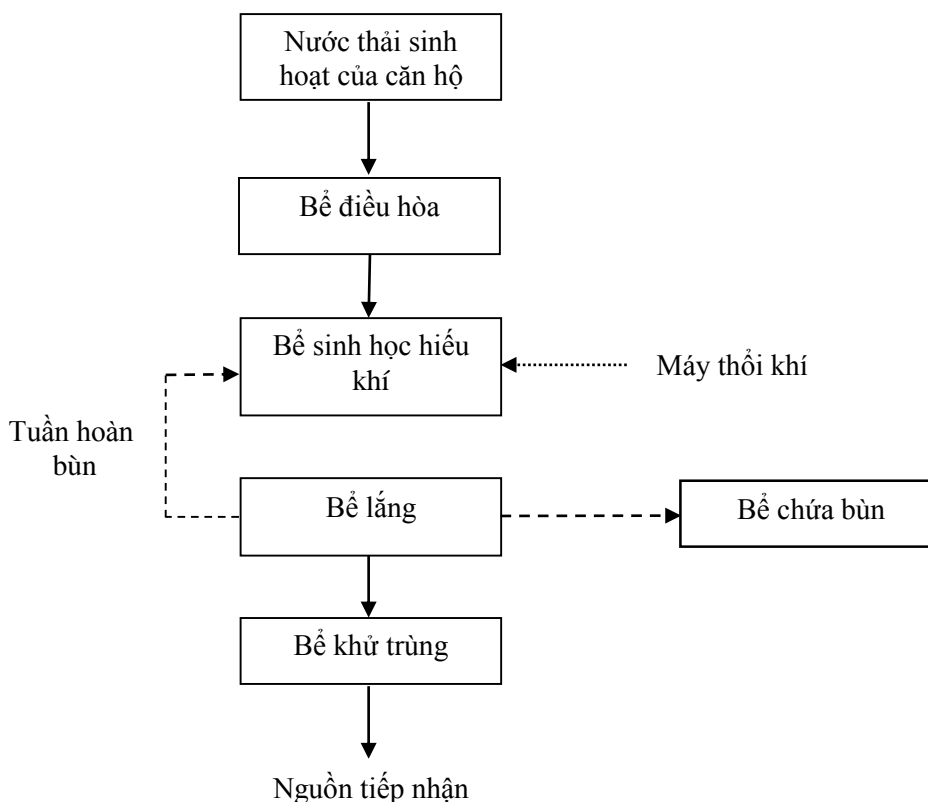 Nước thải sinh
hoạt của căn hộ
Bể điều hòa
Bể sinh học hiếu
khí
Máy thổi khí
Tuần hoàn
bùn
Bể lắng
Bể chứa bùn
Bể khử trùng
Nguồn tiếp nhận